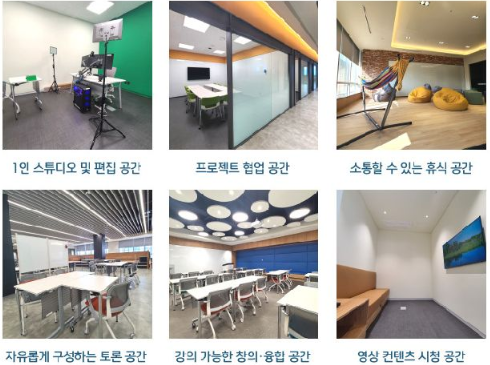 1인 스튜디오 및 편집 공간
프로젝트 협업 공간
소통할 수 있는 휴식 공간
자유롭게 구성하는 토론 공간
강의 가능한 창의·융합 공간
영상 컨텐츠 시청 공간